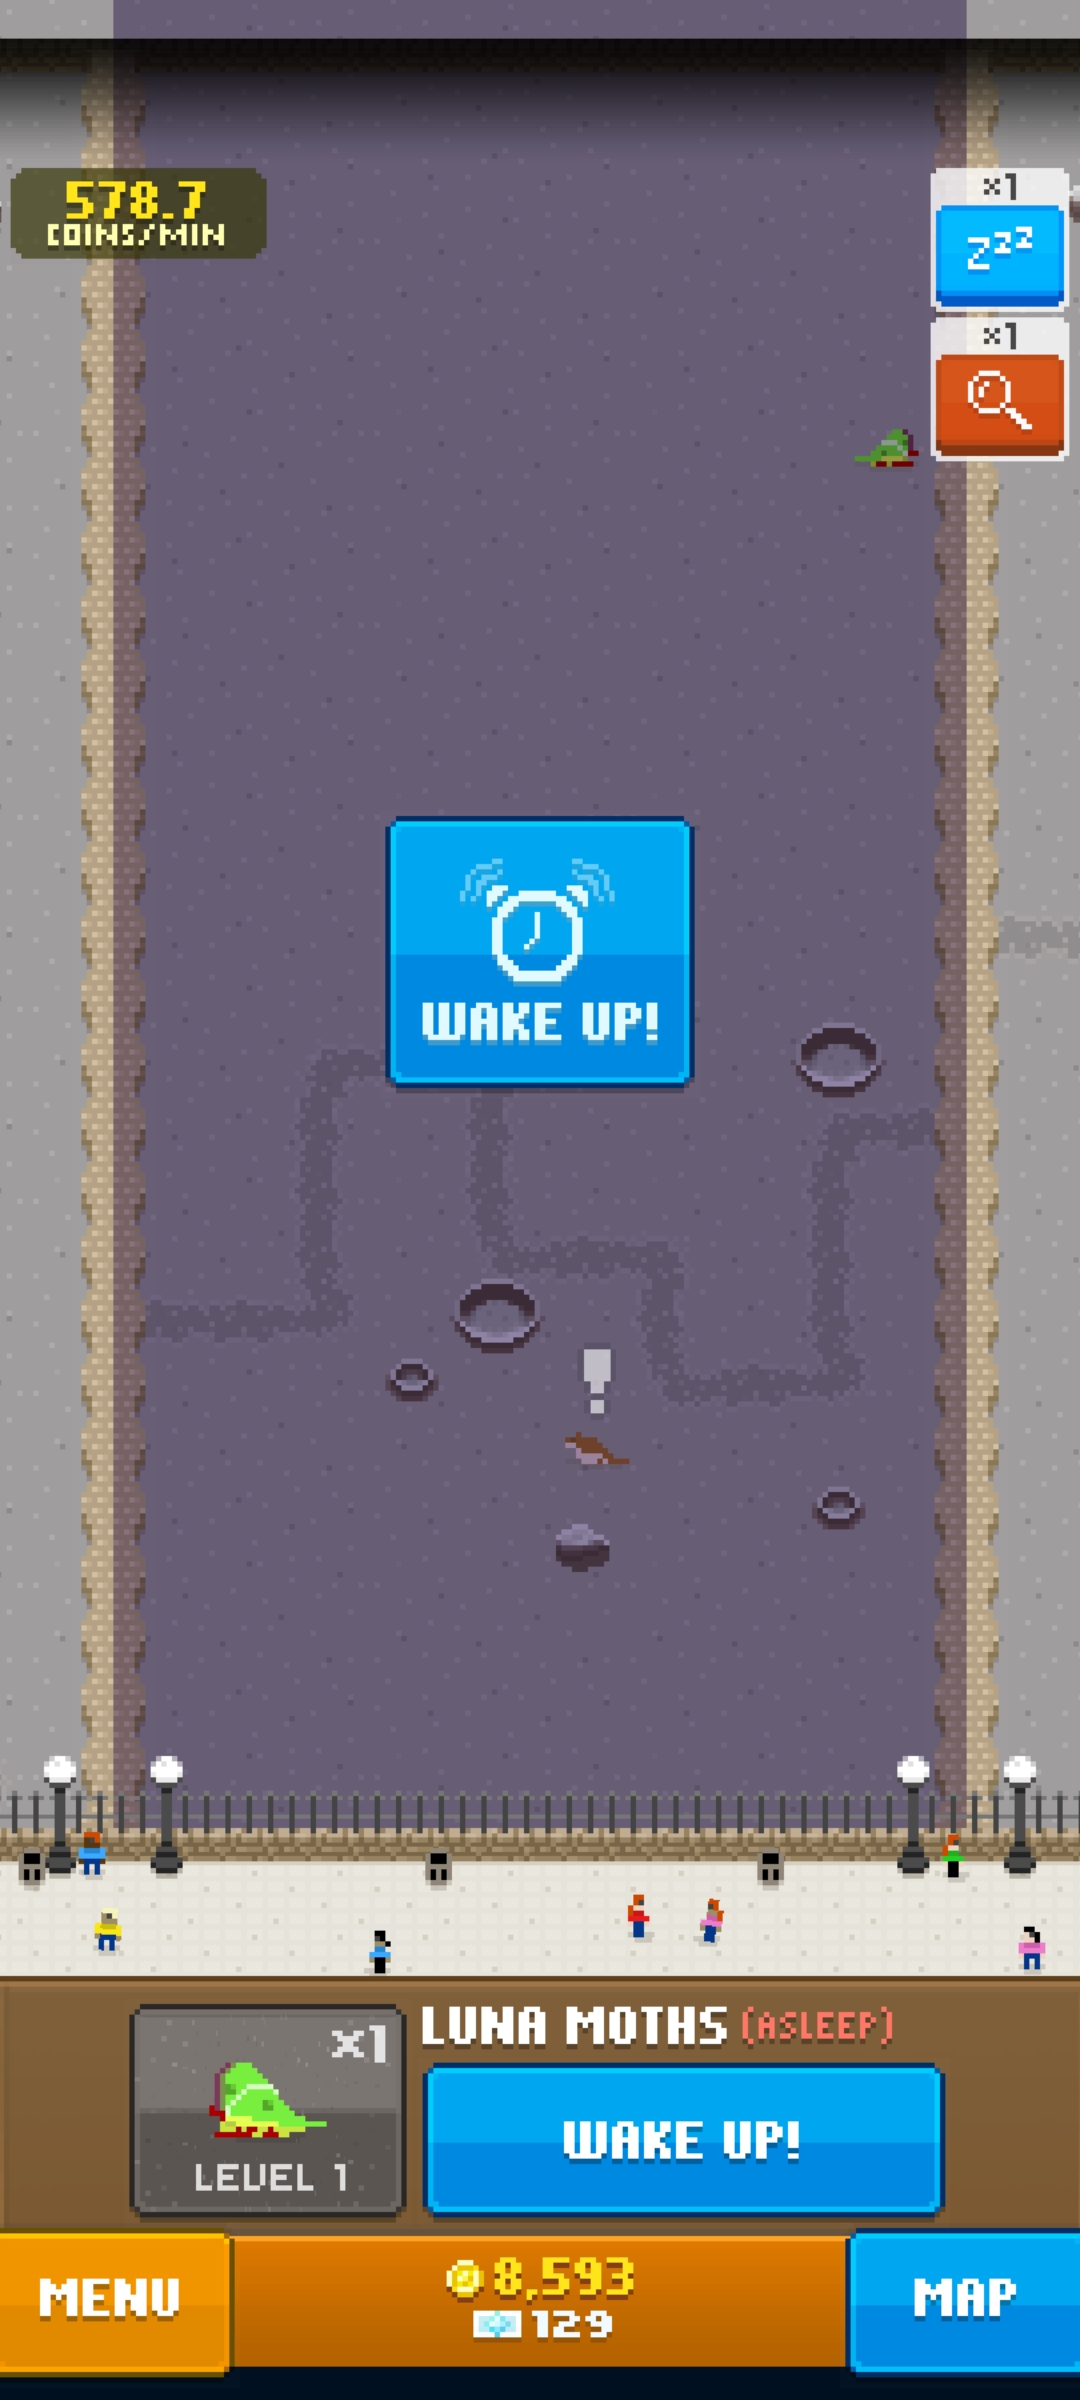 578.7
COINS/MIN
x1
zzz
x1
WAKE UP!
!
x1
LEVEL 1
LUNA MOTHS (ASLEEP)
WAKE UP!
MENU
8,593
129
MAP